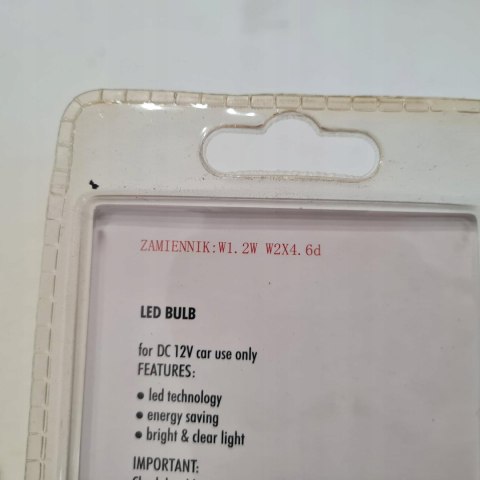 ZAMIENNIK:W1.2W W2X4.6d
LED BULB
for DC 12V car use only
FEATURES:
• led technology
• energy saving
• bright & clear light
IMPORTANT: